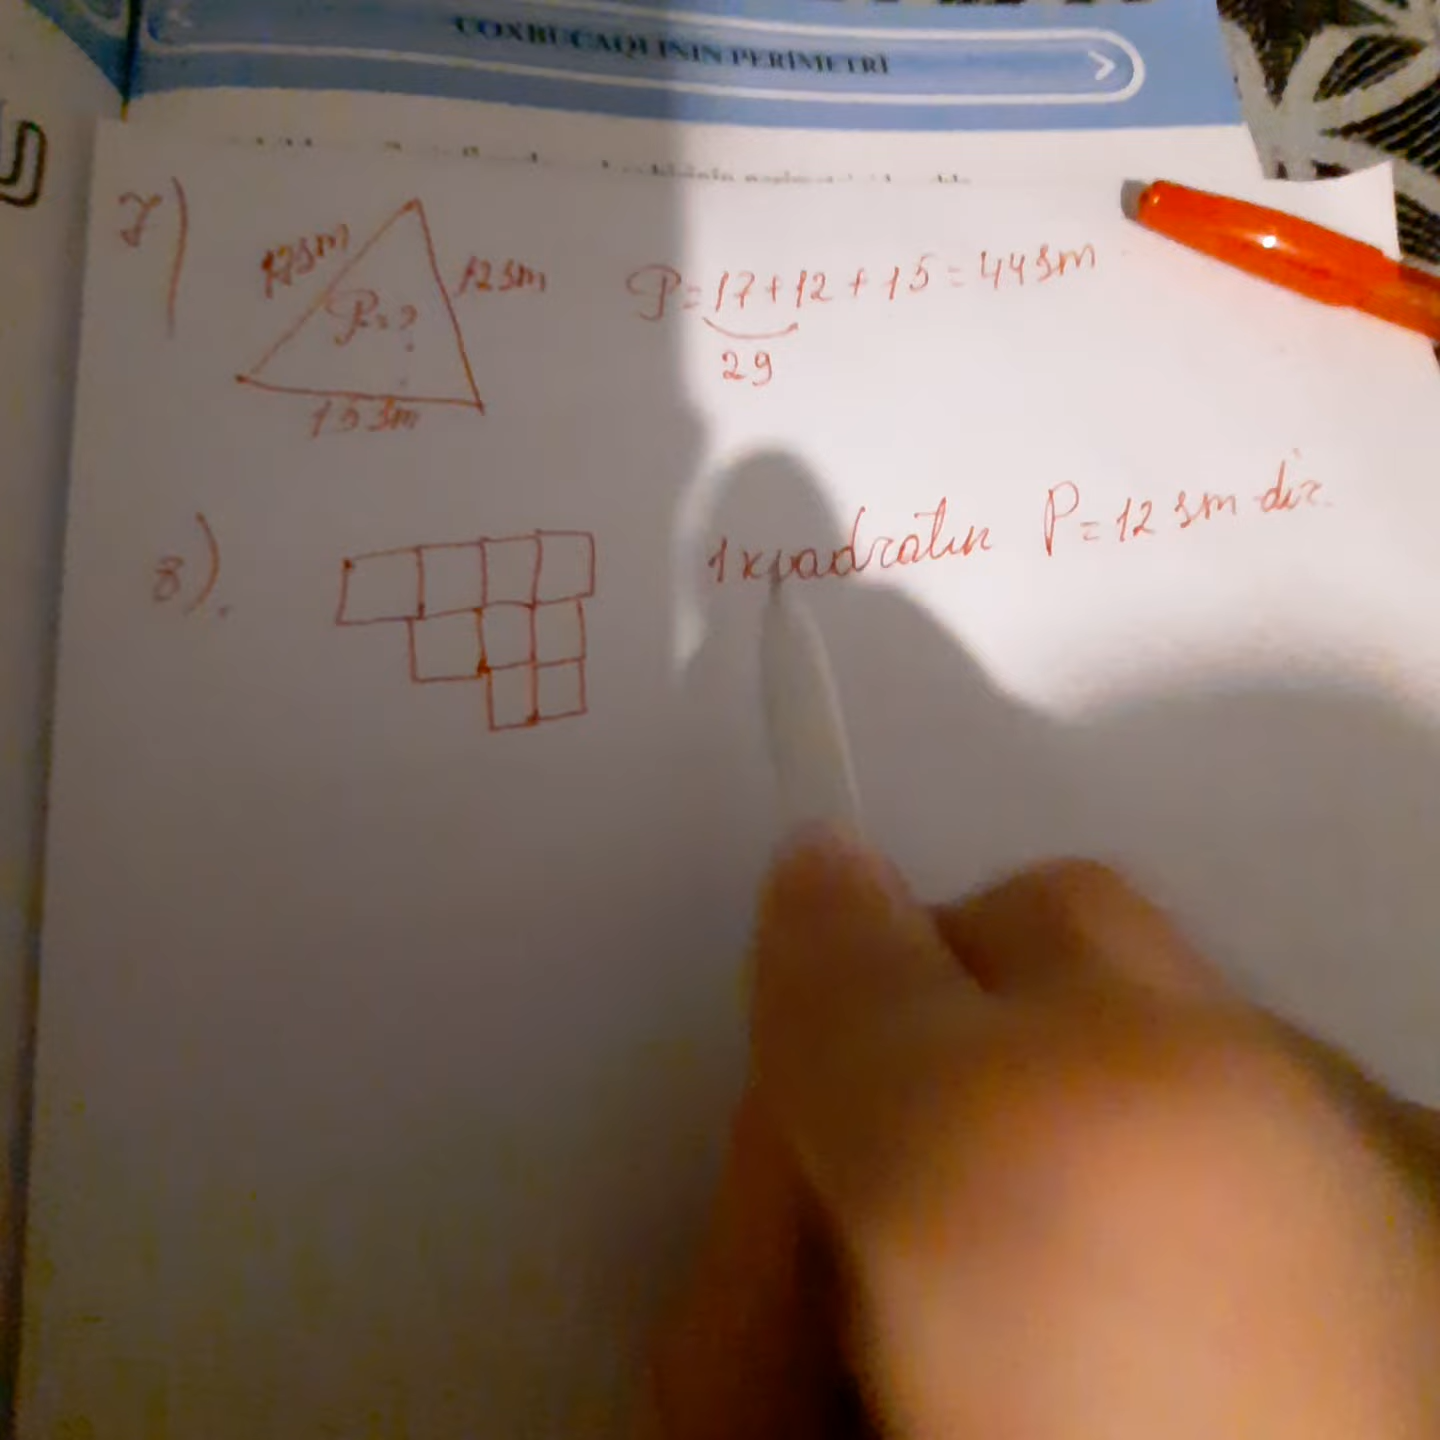 ÇOXBUCAQLININ PERİMETRİ
7)
17sm
12sm
P=?
15sm
P=17+12+15=44sm
29
8).
1 kvadratın P=12 sm-dir.